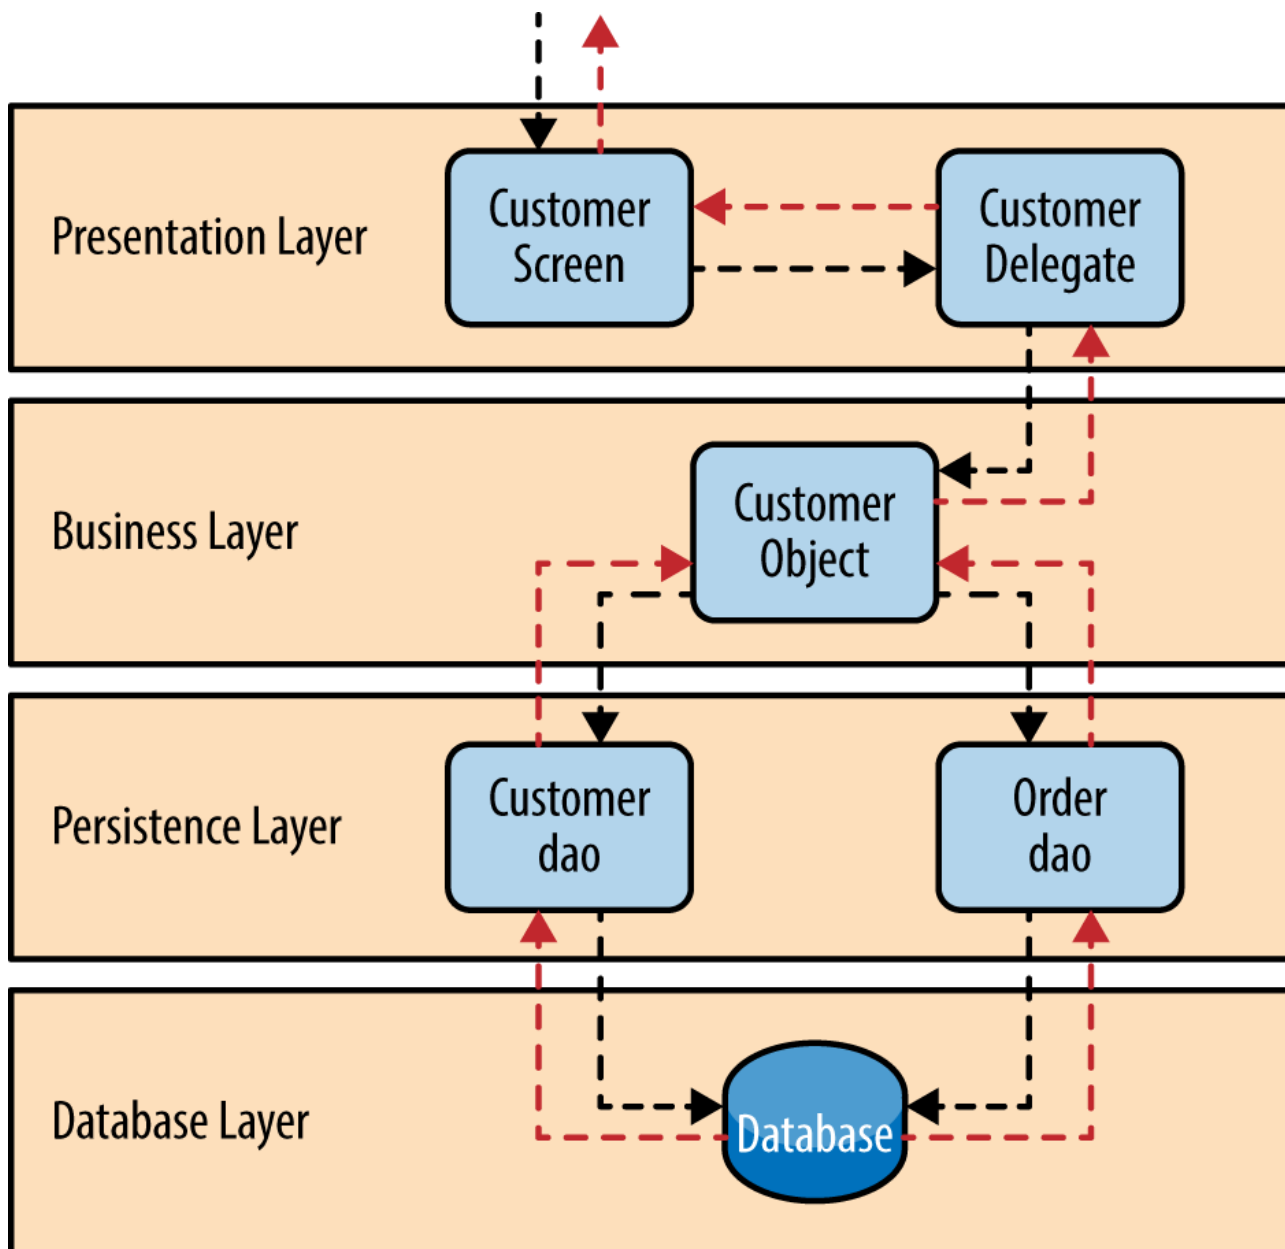 Presentation Layer
Customer
Screen
Customer
Delegate
Business Layer
Customer
Object
Persistence Layer
Customer
dao
Order
dao
Database Layer
Database